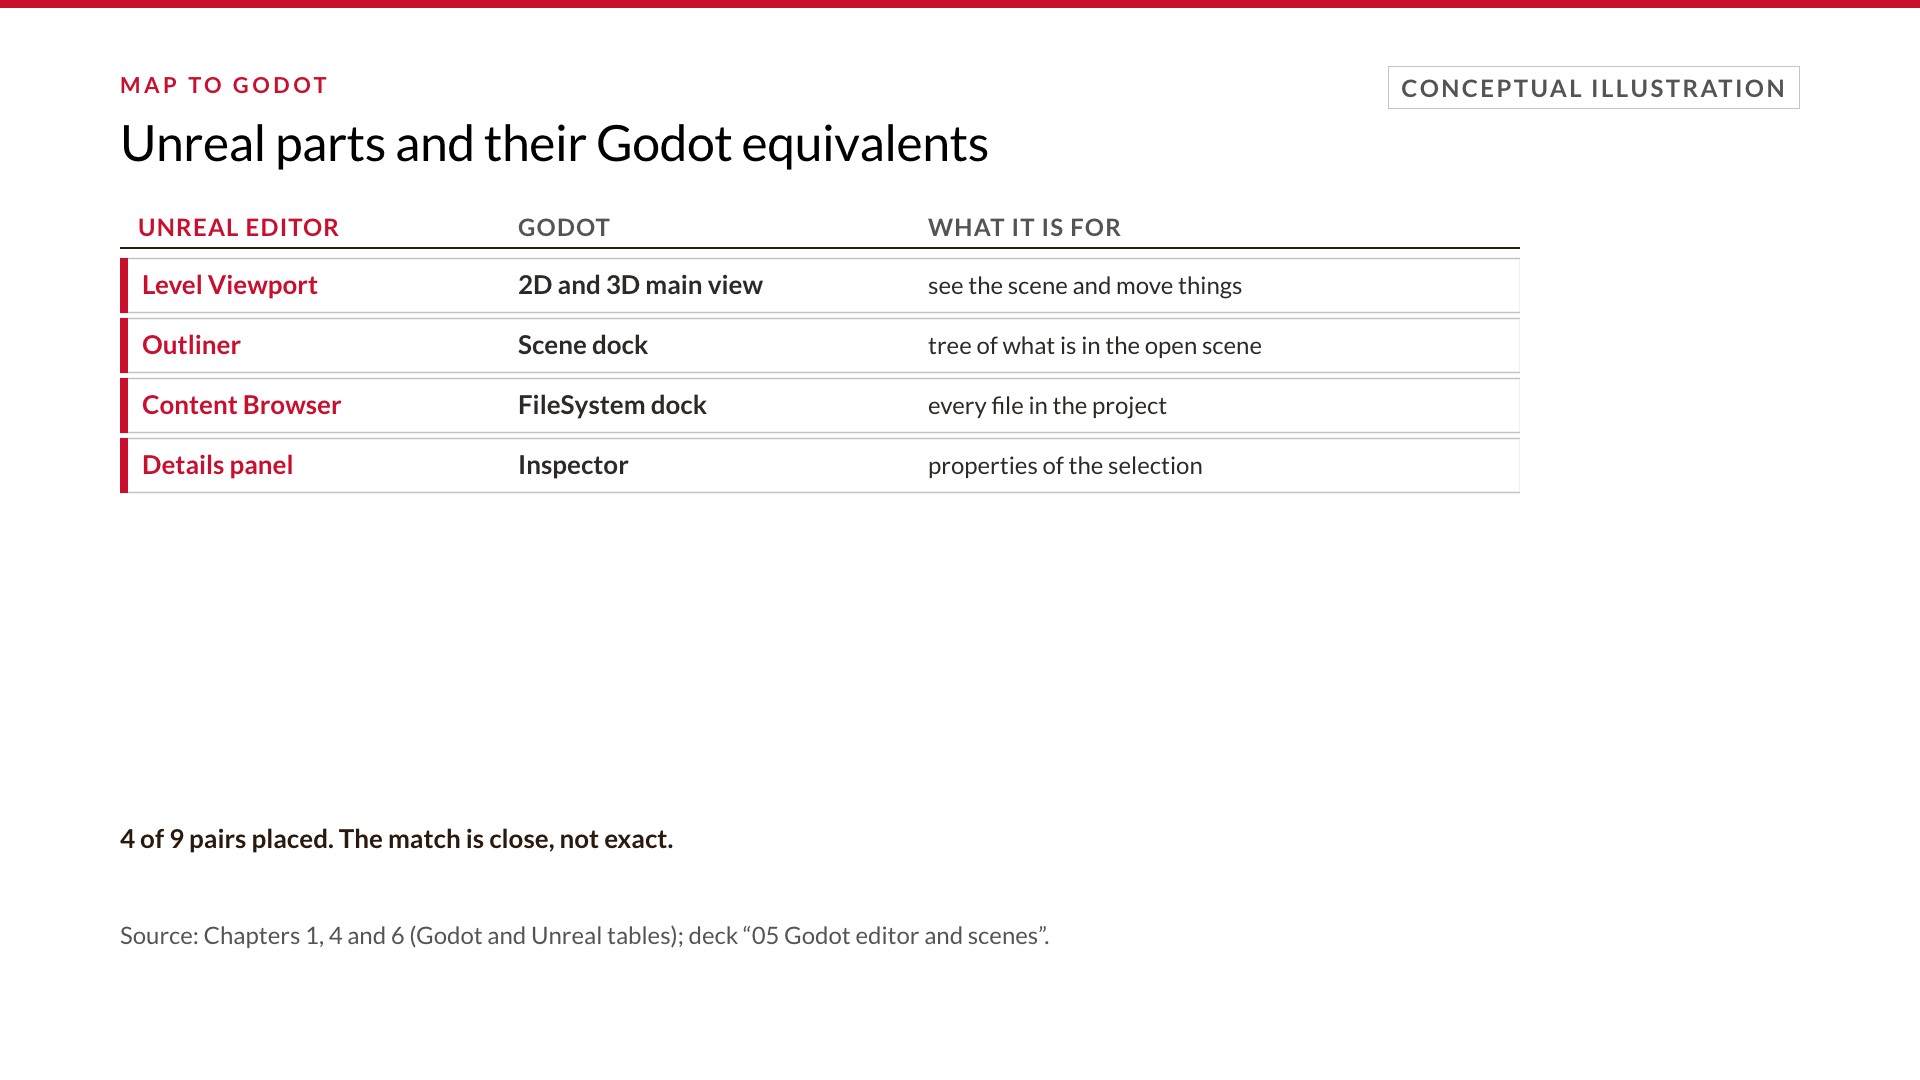 MAP TO GODOT
CONCEPTUAL ILLUSTRATION
Unreal parts and their Godot equivalents
UNREAL EDITOR GODOT WHAT IT IS FOR
Level Viewport 2D and 3D main view see the scene and move things
Outliner Scene dock tree of what is in the open scene
Content Browser FileSystem dock every file in the project
Details panel Inspector properties of the selection
4 of 9 pairs placed. The match is close, not exact.
Source: Chapters 1, 4 and 6 (Godot and Unreal tables); deck “05 Godot editor and scenes”.